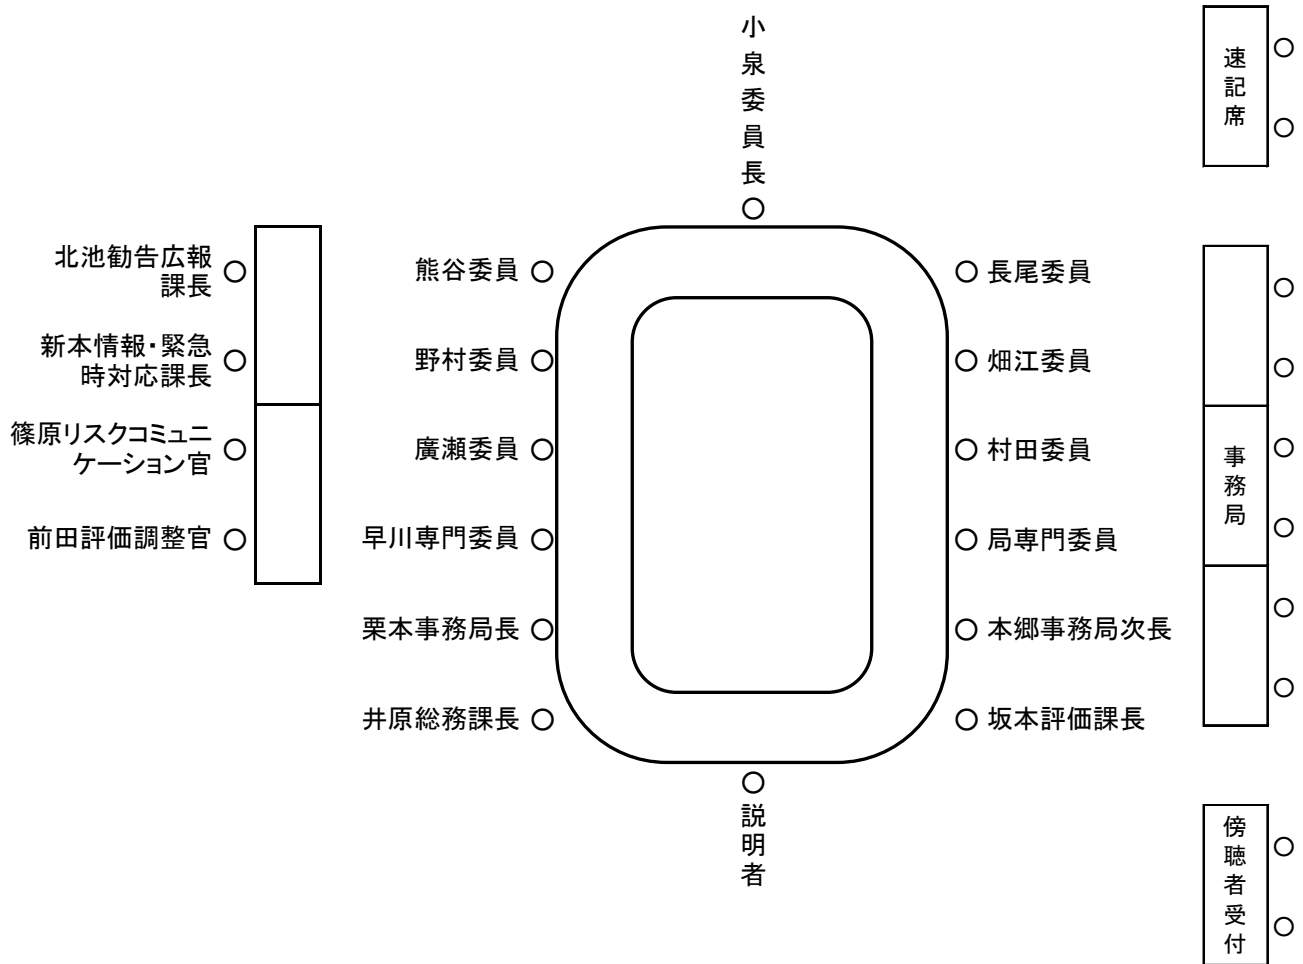 小泉委員長
速記席
北池勧告広報
課長
新本情報・緊急
時対応課長
篠原リスクコミュニ
ケーション官
前田評価調整官
熊谷委員
野村委員
廣瀬委員
早川専門委員
栗本事務局長
井原総務課長
長尾委員
畑江委員
村田委員
局専門委員
本郷事務局次長
坂本評価課長
説明者
事務局
傍聴者受付